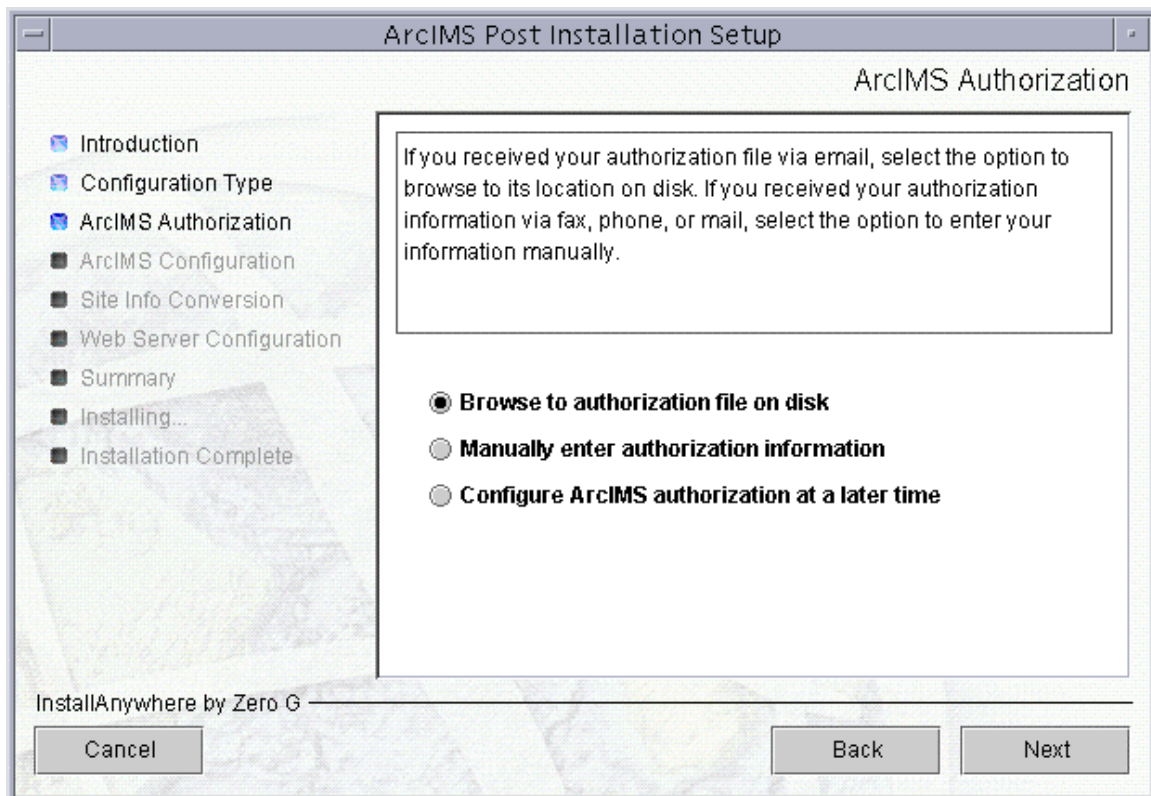 ArcIMS Post Installation Setup
ArcIMS Authorization
Introduction
Configuration Type
ArcIMS Authorization
ArcIMS Configuration
Site Info Conversion
Web Server Configuration
Summary
Installing...
Installation Complete
If you received your authorization file via email, select the option to
browse to its location on disk. If you received your authorization
information via fax, phone, or mail, select the option to enter your
information manually.
Browse to authorization file on disk
Manually enter authorization information
Configure ArcIMS authorization at a later time
InstallAnywhere by Zero G
Cancel
Back
Next